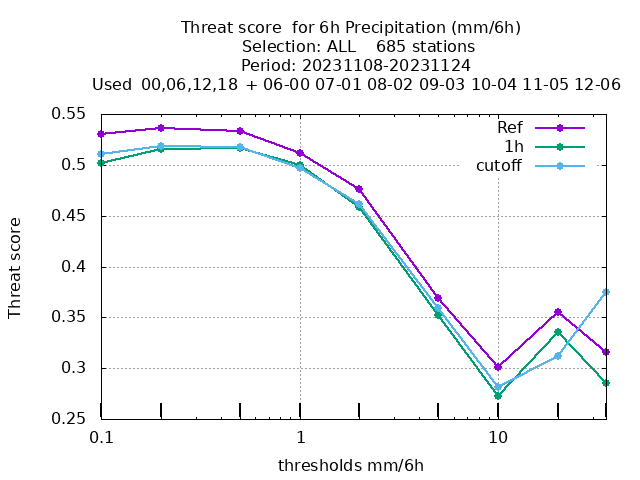 Threat score  for 6h Precipitation (mm/6h)
Selection: ALL    685 stations
Period: 20231108-20231124
Used  00,06,12,18  + 06-00 07-01 08-02 09-03 10-04 11-05 12-06
0.55
0.5
0.45
0.4
0.35
0.3
0.25
Threat score
Ref
1h
cutoff
0.1
1
10
thresholds mm/6h